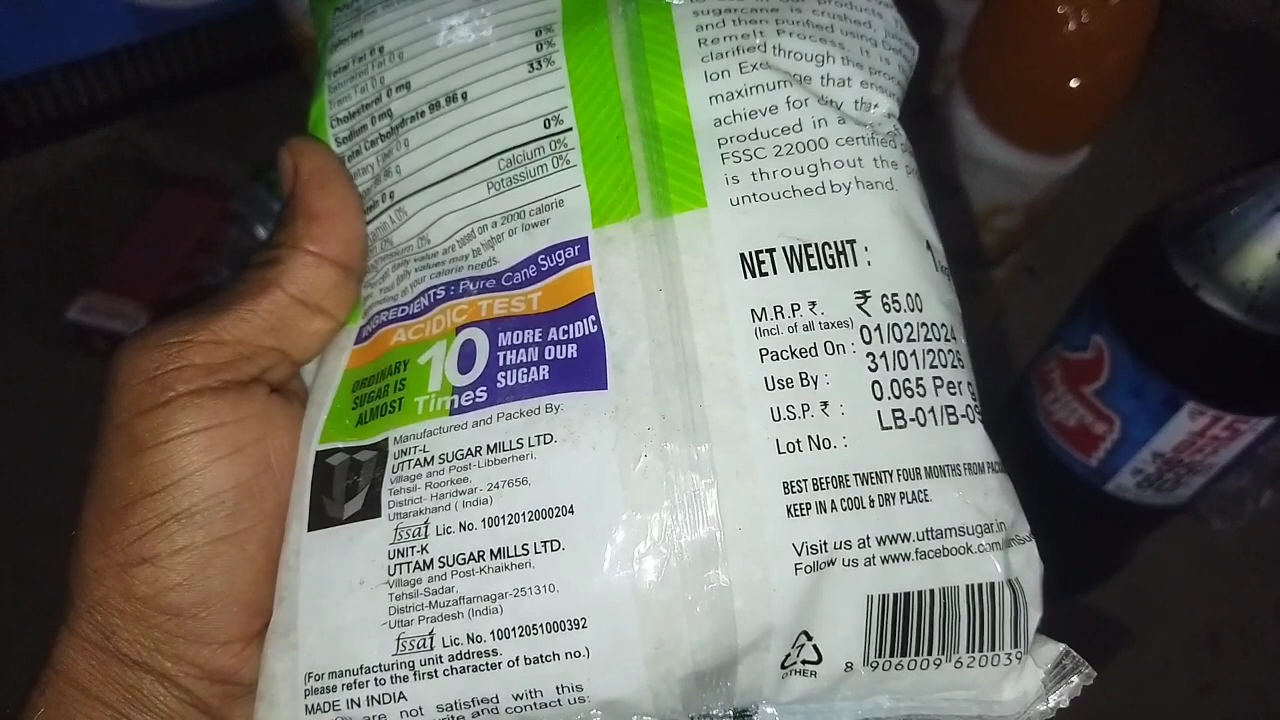 Calories
Total Fat 0 g 0%
Saturated Fat 0 g 0%
Trans Fat 0 g
Cholesterol 0 mg
Sodium 0 mg
Total Carbohydrate 99.96 g 33%
0%
Calcium 0%
Potassium 0%
daily value are based on a 2000 calorie
Your daily values may be higher or lower
on your calorie needs.
INGREDIENTS : Pure Cane Sugar
ACIDIC TEST
ORDINARY
SUGAR IS
ALMOST
10
Times
MORE ACIDIC
THAN OUR
SUGAR
Manufactured and Packed By:
UNIT-L
UTTAM SUGAR MILLS LTD.
Village and Post-Libberheri,
Tehsil- Roorkee,
District- Haridwar- 247656,
Uttarakhand ( India)
fssai Lic. No. 10012012000204
UNIT-K
UTTAM SUGAR MILLS LTD.
Village and Post-Khaikheri,
Tehsil-Sadar,
District-Muzaffarnagar-251310,
Uttar Pradesh (India)
fssai Lic. No. 10012051000392
(For manufacturing unit address.
please refer to the first character of batch no.)
MADE IN INDIA
are not satisfied with this
and contact us:
products
sugarcane is crushed,
and then purified using
Remelt Process. It is
clarified through the
Ion
that
achieve for
produced in a
FSSC 22000 certified
is throughout the
untouched by hand.
NET WEIGHT : 1
M.R.P. ₹. ₹ 65.00
(Incl. of all taxes)
Packed On : 01/02/2024
Use By : 31/01/2026
U.S.P. ₹ : 0.065 Per g
Lot No. : LB-01/B-09
BEST BEFORE TWENTY FOUR MONTHS FROM
KEEP IN A COOL & DRY PLACE.
Visit us at www.uttamsugar.in
Follow us at www.facebook.com
OTHER
8 906009 620039